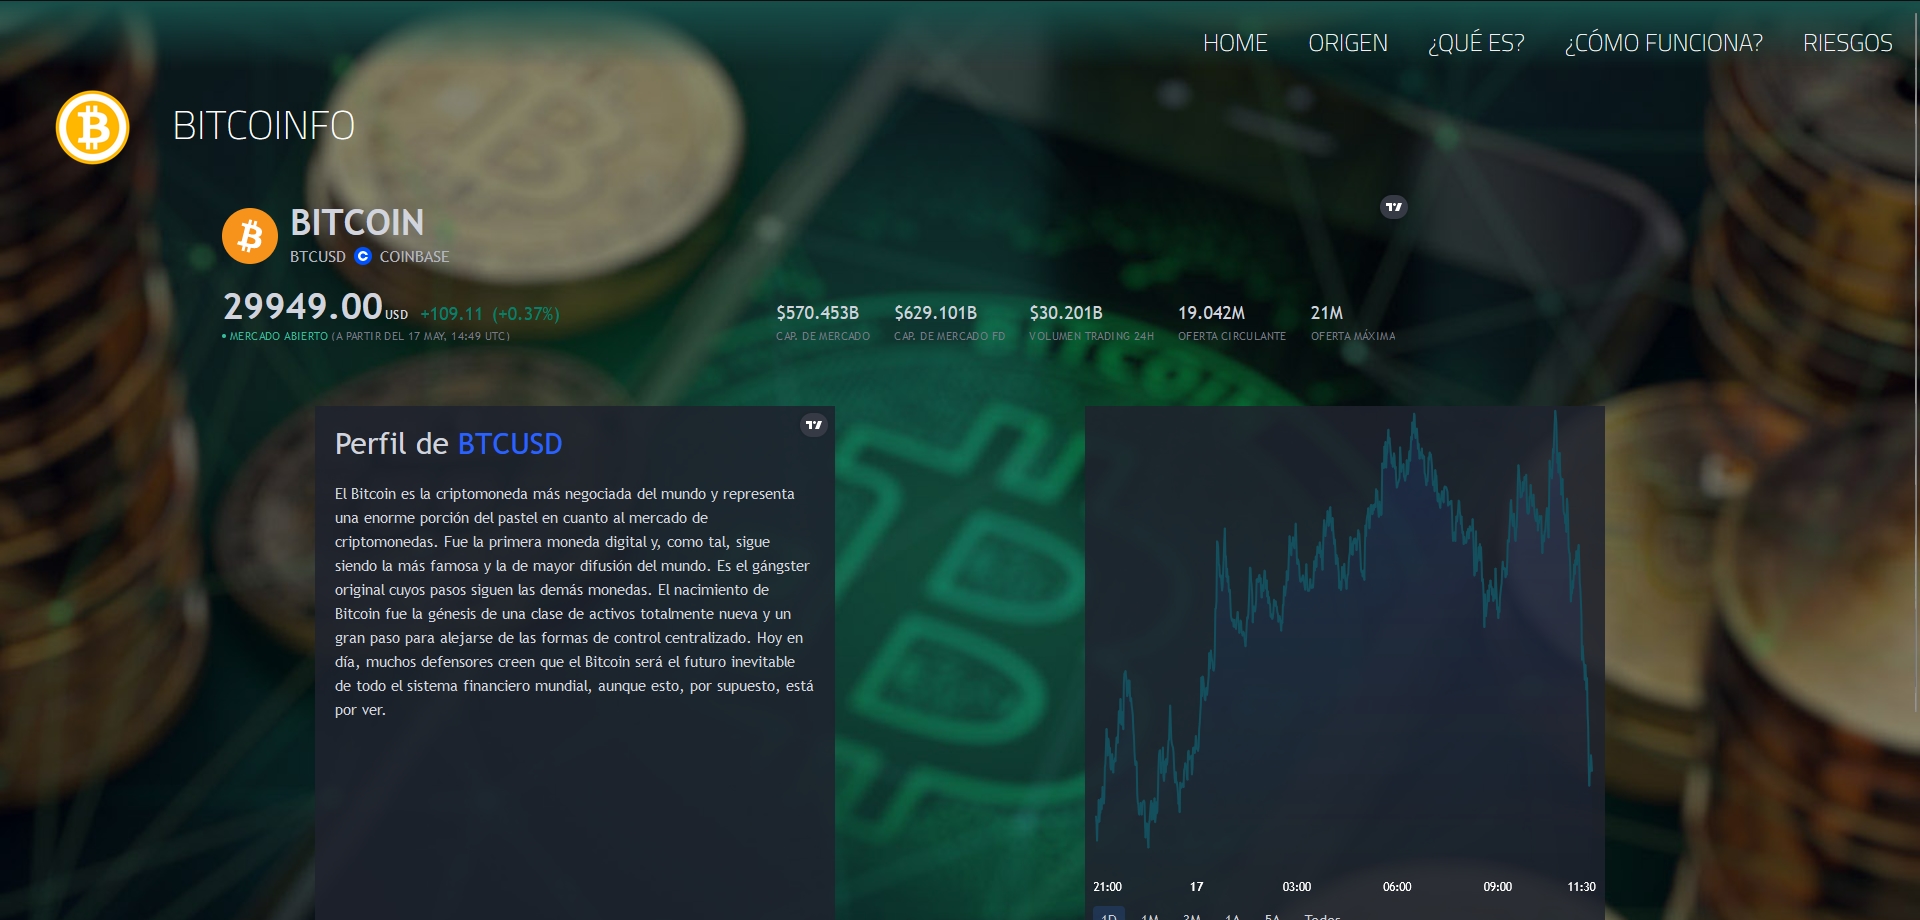 HOME ORIGEN ¿QUÉ ES? ¿CÓMO FUNCIONA? RIESGOS
BITCOINFO
BITCOIN
BTCUSD COINBASE
29949.00 USD +109.11 (+0.37%)
• MERCADO ABIERTO (A PARTIR DEL 17 MAY, 14:49 UTC)
$570.453B $629.101B $30.201B 19.042M 21M
CAP. DE MERCADO CAP. DE MERCADO FD VOLUMEN TRADING 24H OFERTA CIRCULANTE OFERTA MÁXIMA
Perfil de BTCUSD
El Bitcoin es la criptomoneda más negociada del mundo y representa
una enorme porción del pastel en cuanto al mercado de
criptomonedas. Fue la primera moneda digital y, como tal, sigue
siendo la más famosa y la de mayor difusión del mundo. Es el gángster
original cuyos pasos siguen las demás monedas. El nacimiento de
Bitcoin fue la génesis de una clase de activos totalmente nueva y un
gran paso para alejarse de las formas de control centralizado. Hoy en
día, muchos defensores creen que el Bitcoin será el futuro inevitable
de todo el sistema financiero mundial, aunque esto, por supuesto, está
por ver.
21:00 17 03:00 06:00 09:00 11:30
1D 1M 3M 1A 5A Todos